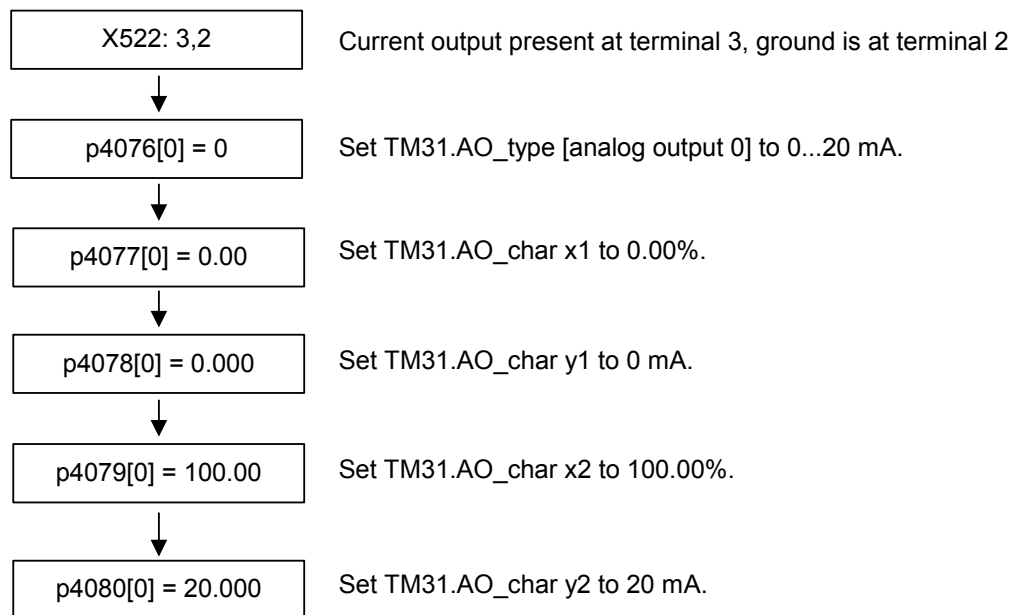 X522: 3,2 Current output present at terminal 3, ground is at terminal 2
p4076[0] = 0 Set TM31.AO_type [analog output 0] to 0...20 mA.
p4077[0] = 0.00 Set TM31.AO_char x1 to 0.00%.
p4078[0] = 0.000 Set TM31.AO_char y1 to 0 mA.
p4079[0] = 100.00 Set TM31.AO_char x2 to 100.00%.
p4080[0] = 20.000 Set TM31.AO_char y2 to 20 mA.